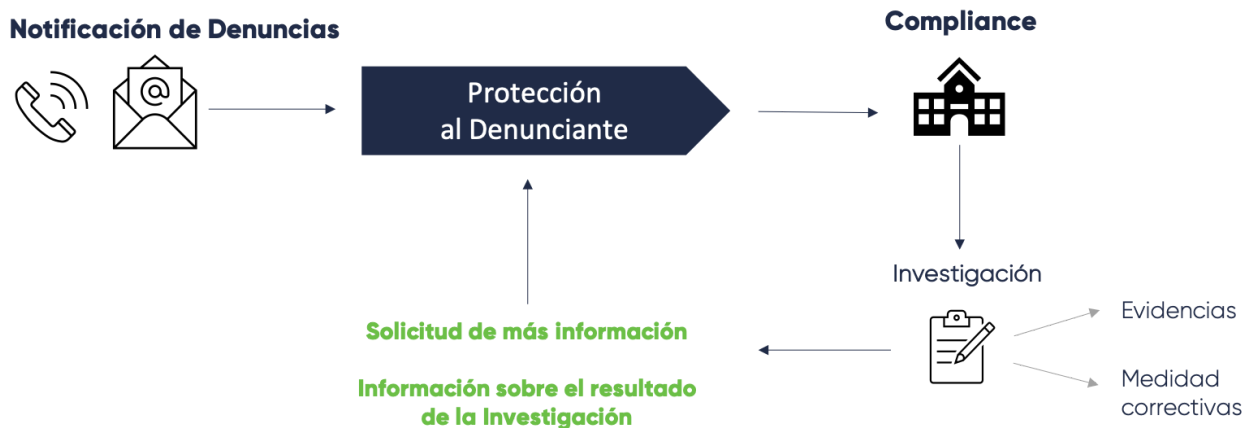 Notificación de Denuncias
Compliance
Protección
al Denunciante
Investigación
Evidencias
Solicitud de más información
Medidad
correctivas
Información sobre el resultado
de la Investigación